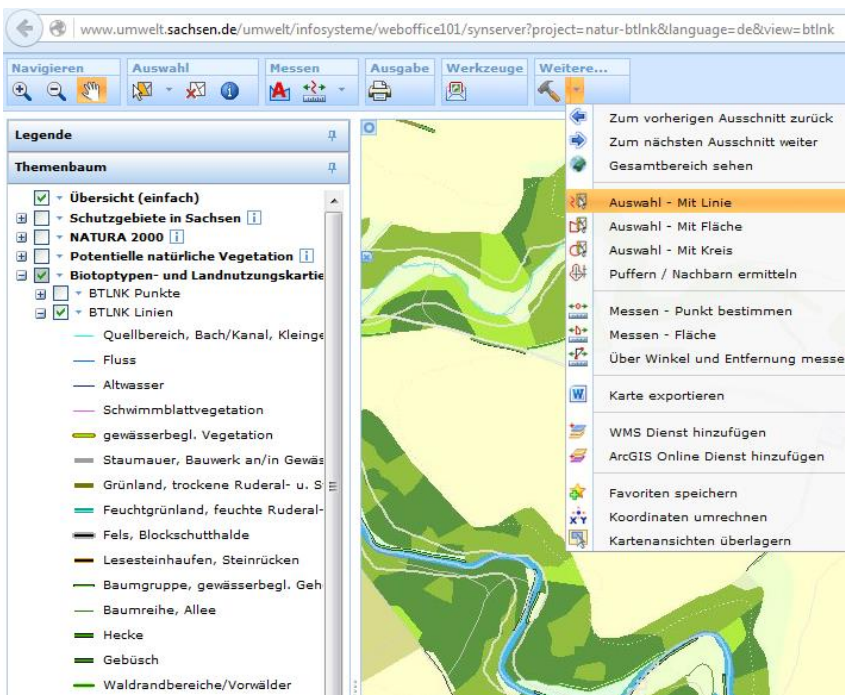 www.umwelt.sachsen.de/umwelt/infosysteme/weboffice101/synserver?project=natur-btlnk&language=de&view=btlnk
Navigieren Auswahl Messen Ausgabe Werkzeuge Weitere...
Legende
Themenbaum
Übersicht (einfach)
Schutzgebiete in Sachsen
NATURA 2000
Potentielle natürliche Vegetation
Biotoptypen- und Landnutzungskartie
BTLNK Punkte
BTLNK Linien
Quellbereich, Bach/Kanal, Kleinge
Fluss
Altwasser
Schwimmblattvegetation
gewässerbegl. Vegetation
Staumauer, Bauwerk an/in Gewäs
Grünland, trockene Ruderal- u. S
Feuchtgrünland, feuchte Ruderal-
Fels, Blockschutthalde
Lesesteinhaufen, Steinrücken
Baumgruppe, gewässerbegl. Geh
Baumreihe, Allee
Hecke
Gebüsch
Waldrandbereiche/Vorwälder
Zum vorherigen Ausschnitt zurück
Zum nächsten Ausschnitt weiter
Gesamtbereich sehen
Auswahl - Mit Linie
Auswahl - Mit Fläche
Auswahl - Mit Kreis
Puffern / Nachbarn ermitteln
Messen - Punkt bestimmen
Messen - Fläche
Über Winkel und Entfernung messe
Karte exportieren
WMS Dienst hinzufügen
ArcGIS Online Dienst hinzufügen
Favoriten speichern
Koordinaten umrechnen
Kartenansichten überlagern